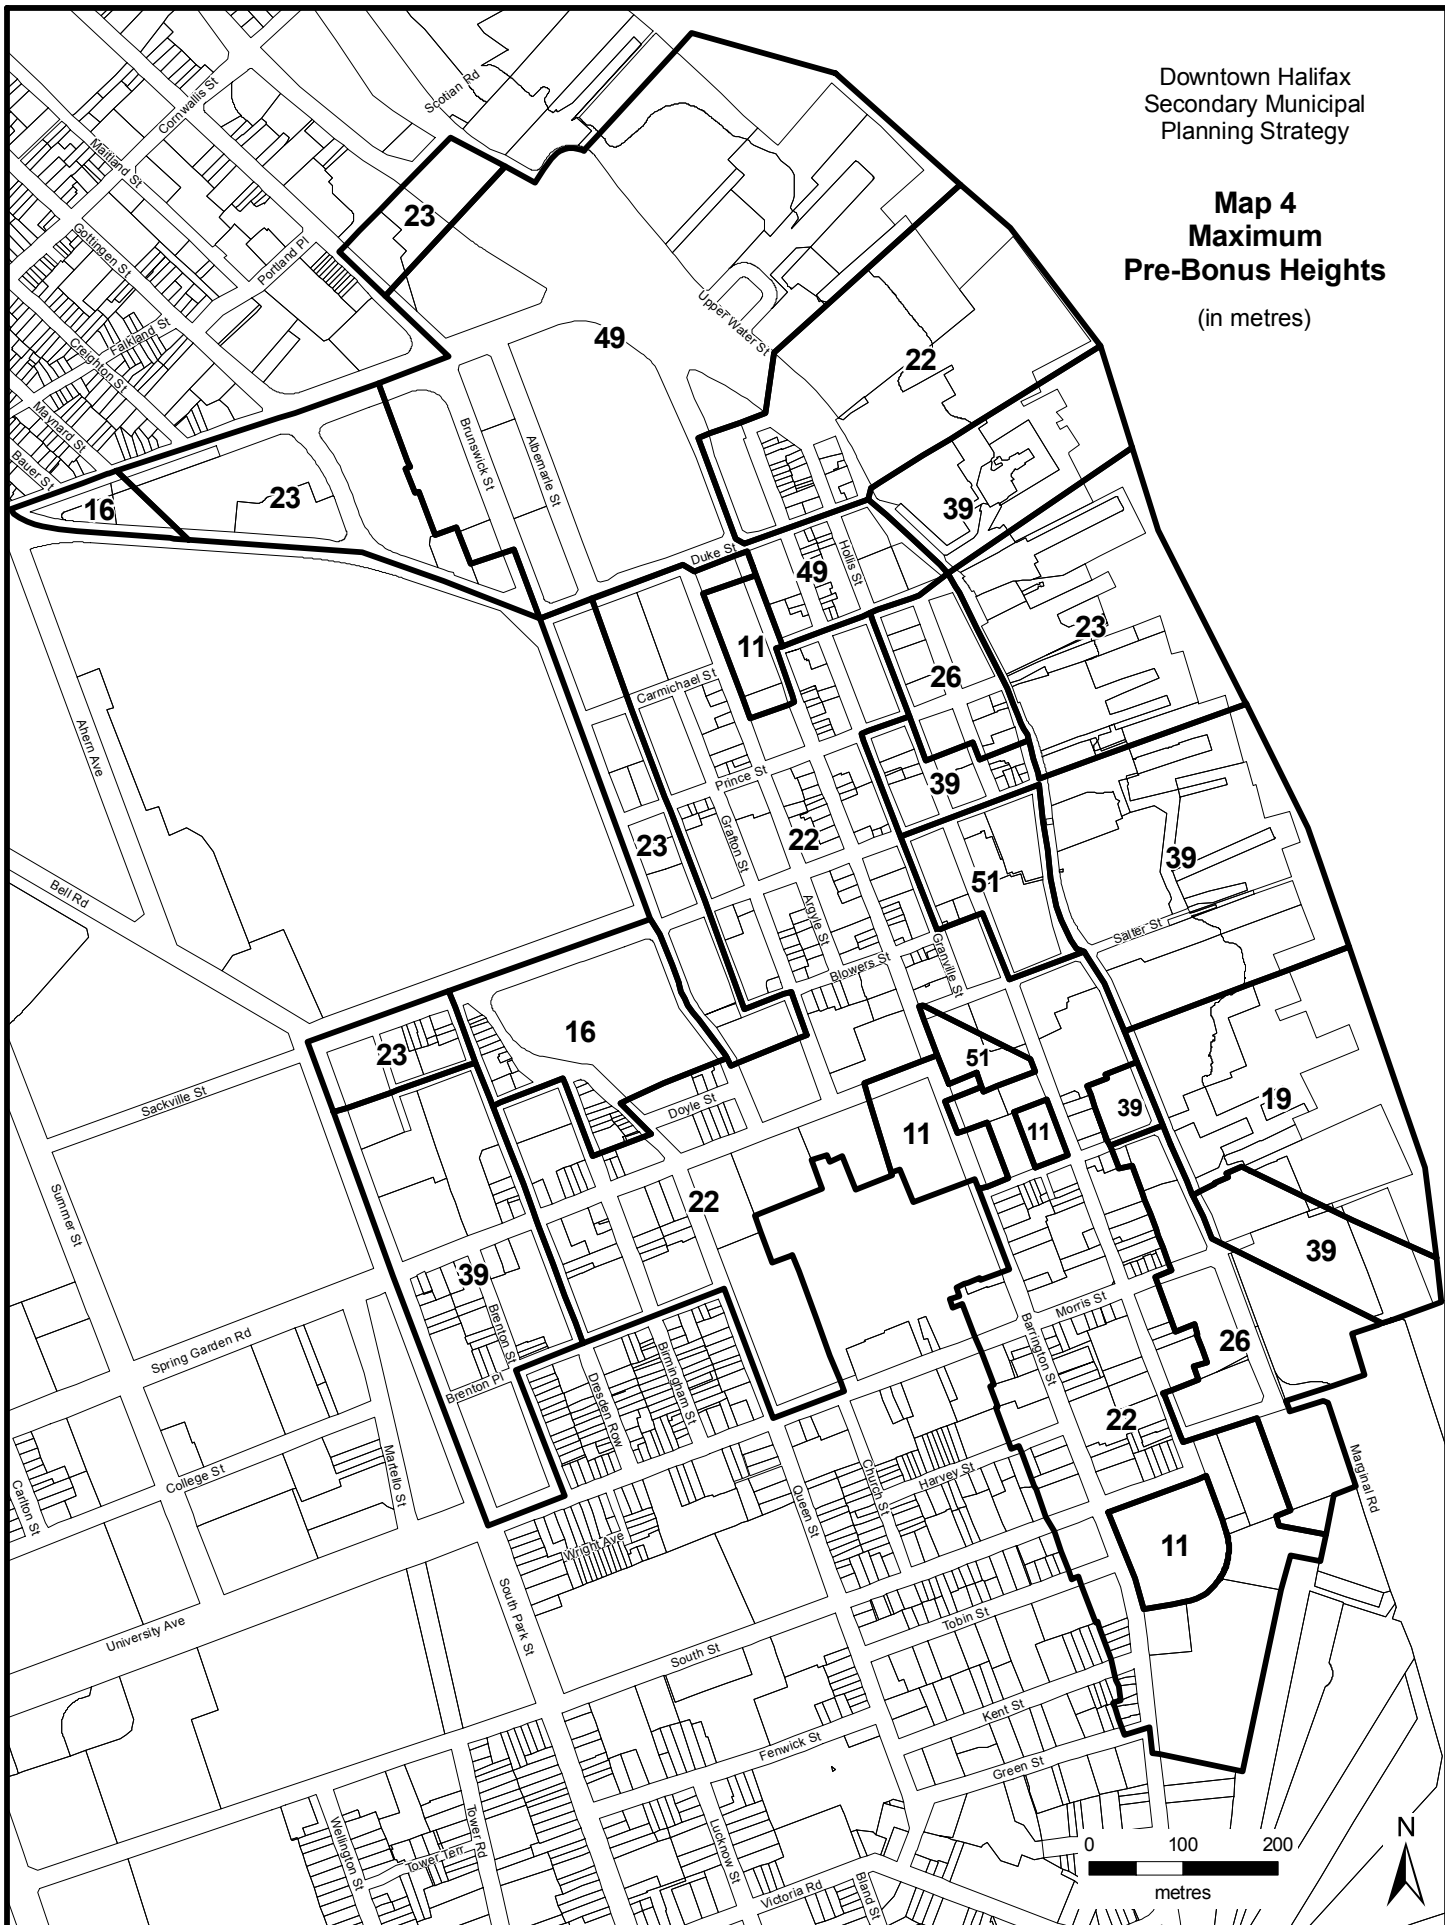 Downtown Halifax
Secondary Municipal
Planning Strategy
Map 4
Maximum
Pre-Bonus Heights
(in metres)
Scotian Rd
Cornwallis St
Maitland St
23
Gottingen St
Portland Pl
Upper Water St
Falkland St
49
Creighton St
22
Maynard St
Brunswick St
Albemarle St
Bauer St
16
23
39
Duke St
Hollis St
49
23
11
26
Carmichael St
Ahern Ave
Prince St
39
Grafton St
22
23
39
51
Bell Rd
Argyle St
Salter St
Granville St
Blowers St
16
23
51
Sackville St
Doyle St
39
19
11
11
Summer St
22
39
39
Morris St
Brenton St
Barrington St
26
Spring Garden Rd
Birmingham St
Brenton Pl
Dresden Row
22
Martello St
College St
Church St
Harvey St
Marginal Rd
Carlton St
Queen St
11
Wright Ave
South Park St
Tobin St
University Ave
South St
Kent St
Fenwick St
Green St
Wellington St
Tower Rd
Lucknow St
Tower Terr
Victoria Rd
Bland St
0 100 200
metres
N